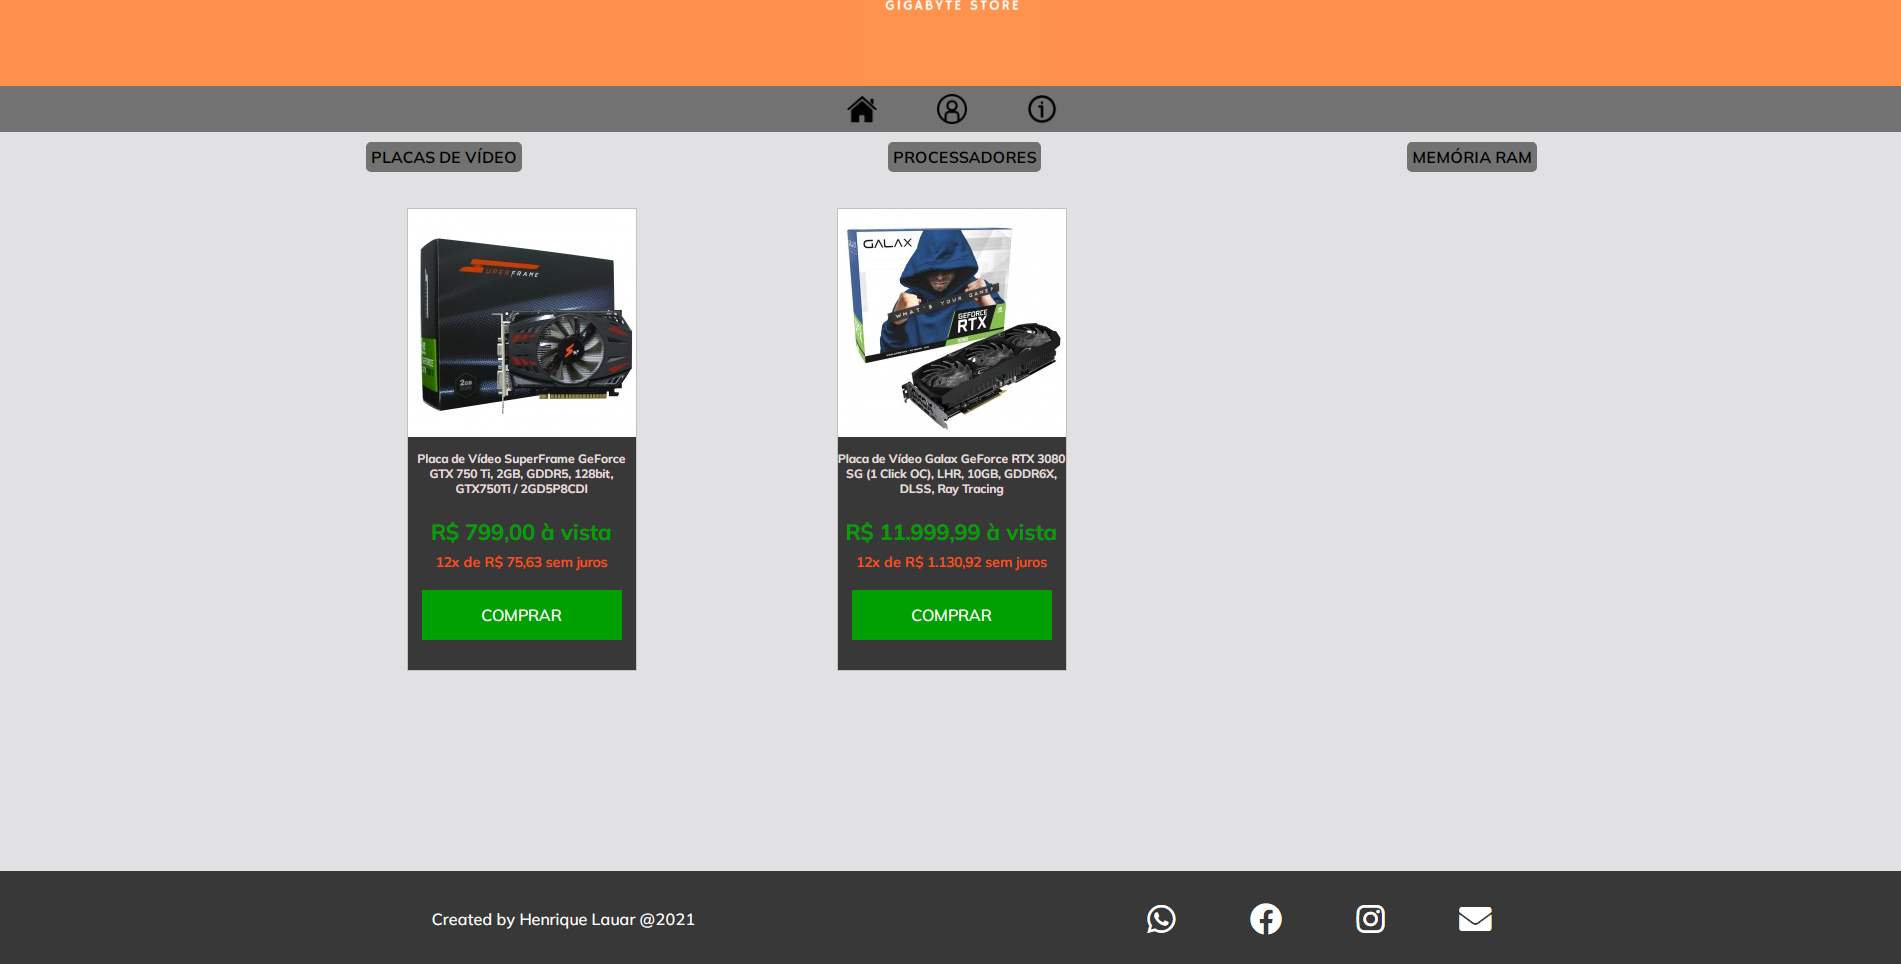 GIGABYTE STORE
PLACAS DE VÍDEO
PROCESSADORES
MEMÓRIA RAM
SUPERFRAME
2GB
GALAX
WHAT'S YOUR GAME?
GEFORCE
RTX
Placa de Vídeo SuperFrame GeForce
GTX 750 Ti, 2GB, GDDR5, 128bit,
GTX750Ti / 2GD5P8CDI
R$ 799,00 à vista
12x de R$ 75,63 sem juros
COMPRAR
Placa de Vídeo Galax GeForce RTX 3080
SG (1 Click OC), LHR, 10GB, GDDR6X,
DLSS, Ray Tracing
R$ 11.999,99 à vista
12x de R$ 1.130,92 sem juros
COMPRAR
Created by Henrique Lauar @2021